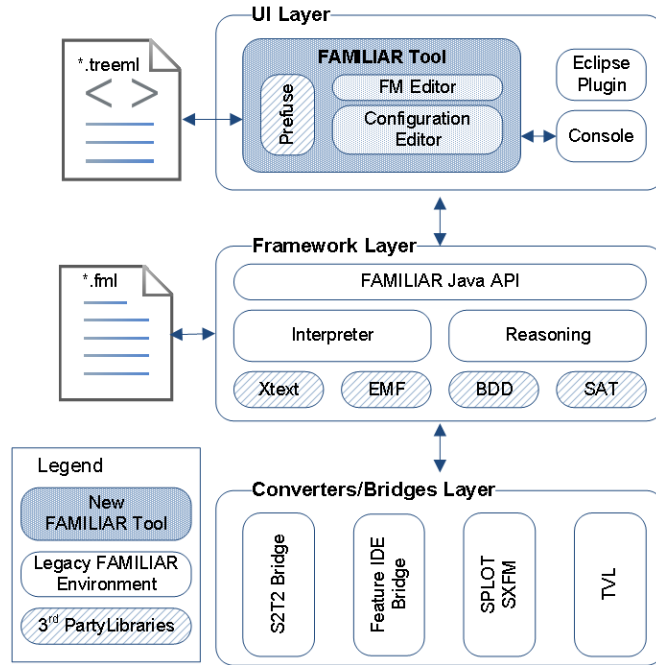 UI Layer
*.treeml
< >
FAMILIAR Tool
Prefuse
FM Editor
Configuration
Editor
Eclipse
Plugin
Console
Framework Layer
*.fml
FAMILIAR Java API
Interpreter
Reasoning
Xtext
EMF
BDD
SAT
Legend
New
FAMILIAR Tool
Legacy FAMILIAR
Environment
3rd PartyLibraries
Converters/Bridges Layer
S2T2 Bridge
Feature IDE
Bridge
SPLOT
SXFM
TVL